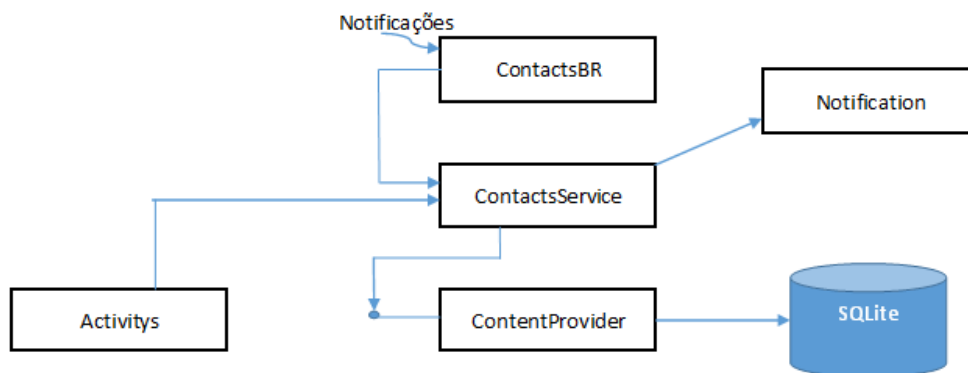 Notificações
ContactsBR
Notification
ContactsService
Activitys
ContentProvider
SQLite